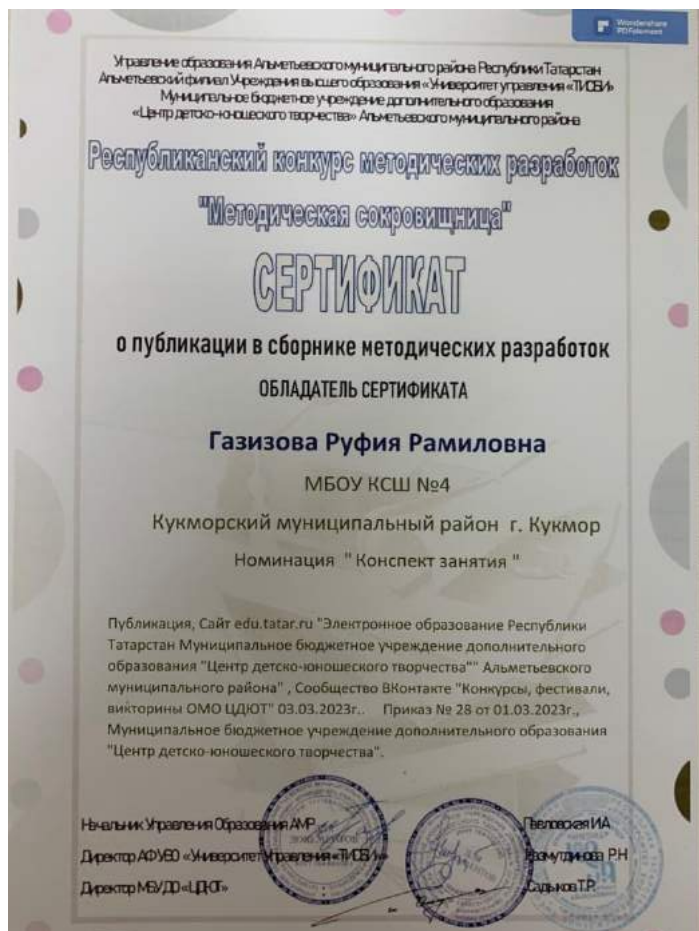 Wondershare
PDFelement
Управление образования Альметьевского муниципального района Республики Татарстан
Альметьевский филиал Учреждения высшего образования «Университет управления «ТИСБИ»
Муниципальное бюджетное учреждение дополнительного образования
«Центр детско-юношеского творчества» Альметьевского муниципального района
Республиканский конкурс методических разработок
"Методическая сокровищница"
СЕРТИФИКАТ
о публикации в сборнике методических разработок
ОБЛАДАТЕЛЬ СЕРТИФИКАТА
Газизова Руфия Рамиловна
МБОУ КСШ №4
Кукморский муниципальный район г. Кукмор
Номинация " Конспект занятия "
Публикация, Сайт edu.tatar.ru "Электронное образование Республики
Татарстан Муниципальное бюджетное учреждение дополнительного
образования "Центр детско-юношеского творчества"" Альметьевского
муниципального района" , Сообщество ВКонтакте "Конкурсы, фестивали,
викторины ОМО ЦДЮТ" 03.03.2023г.. Приказ № 28 от 01.03.2023г.,
Муниципальное бюджетное учреждение дополнительного образования
"Центр детско-юношеского творчества".
Начальник Управления Образования АМР Павловская И.А.
Директор АФ УВО «Университет Управления «ТИСБИ» Р.Н.
Директор МБУ ДО «ЦДЮТ» Садыков Т.Р.